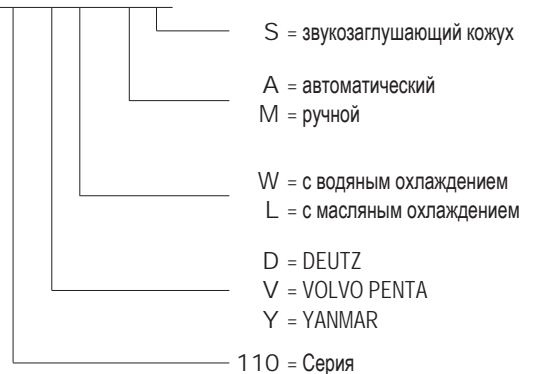 S = звукозаглушающий кожух
A = автоматический
M = ручной
W = с водяным охлаждением
L = с масляным охлаждением
D = DEUTZ
V = VOLVO PENTA
Y = YANMAR
110 = Серия